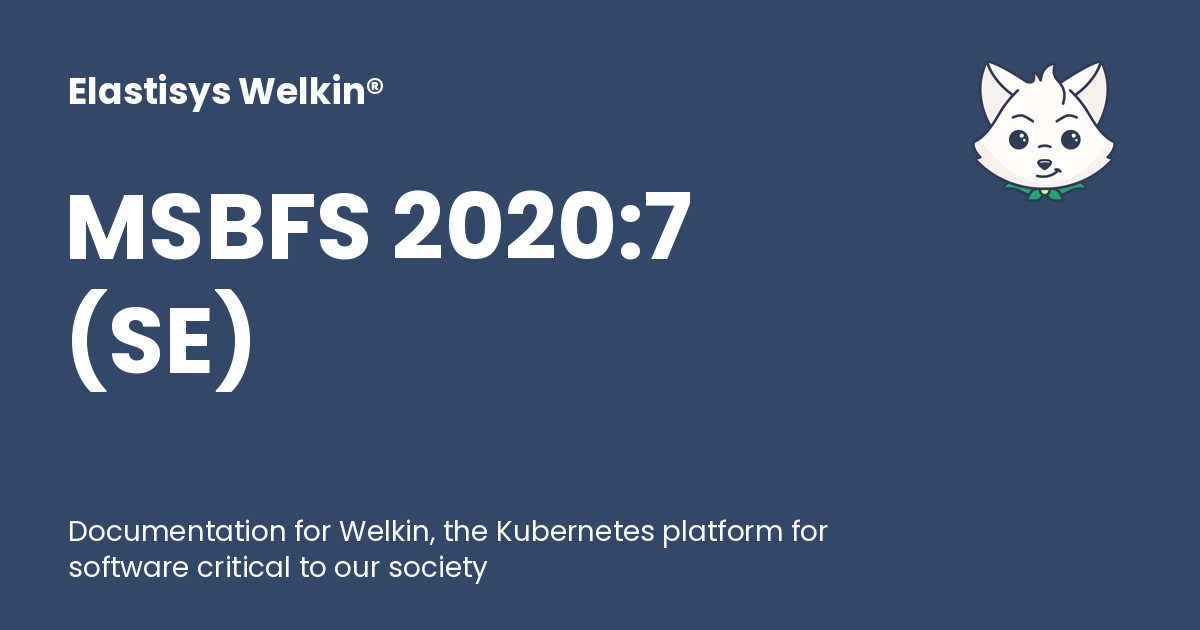 Elastisys Welkin®
MSBFS 2020:7
(SE)
Documentation for Welkin, the Kubernetes platform for
software critical to our society